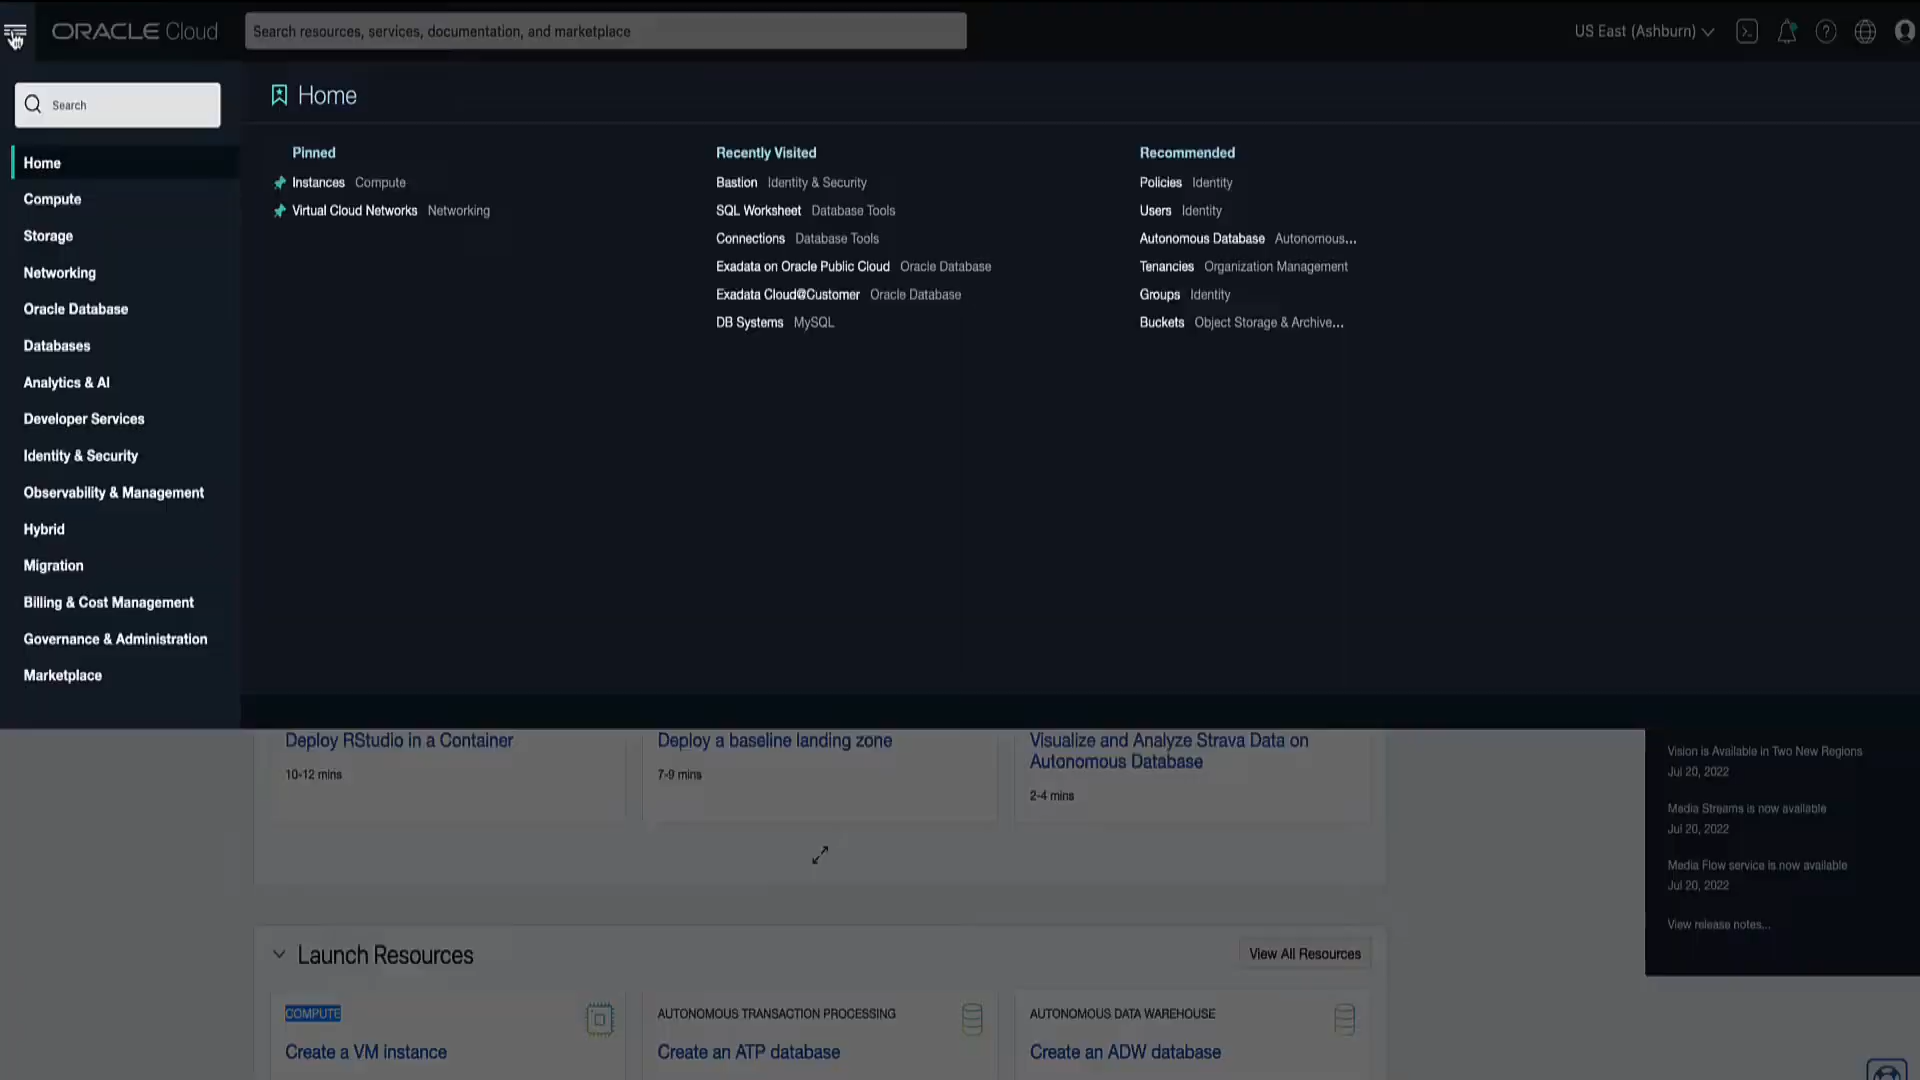 ORACLE Cloud
Search resources, services, documentation, and marketplace
US East (Ashburn)
Search
Home
Compute
Storage
Networking
Oracle Database
Databases
Analytics & AI
Developer Services
Identity & Security
Observability & Management
Hybrid
Migration
Billing & Cost Management
Governance & Administration
Marketplace
Home
Pinned
Instances Compute
Virtual Cloud Networks Networking
Recently Visited
Bastion Identity & Security
SQL Worksheet Database Tools
Connections Database Tools
Exadata on Oracle Public Cloud Oracle Database
Exadata Cloud@Customer Oracle Database
DB Systems MySQL
Recommended
Policies Identity
Users Identity
Autonomous Database Autonomous...
Tenancies Organization Management
Groups Identity
Buckets Object Storage & Archive...
Deploy RStudio in a Container
10-12 mins
Deploy a baseline landing zone
7-9 mins
Visualize and Analyze Strava Data on
Autonomous Database
2-4 mins
Vision is Available in Two New Regions
Jul 20, 2022
Media Streams is now available
Jul 20, 2022
Media Flow service is now available
Jul 20, 2022
View release notes...
Launch Resources
View All Resources
COMPUTE
Create a VM instance
AUTONOMOUS TRANSACTION PROCESSING
Create an ATP database
AUTONOMOUS DATA WAREHOUSE
Create an ADW database